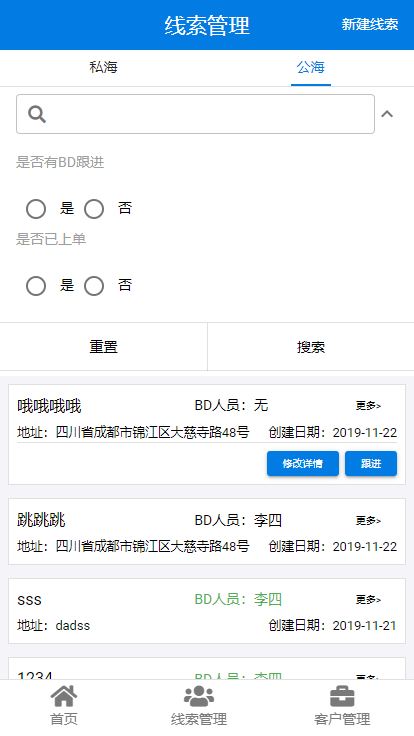 线索管理 新建线索
私海 公海
是否有BD跟进
是 否
是否已上单
是 否
重置 搜索
哦哦哦哦 BD人员：无 更多>
地址：四川省成都市锦江区大慈寺路48号 创建日期：2019-11-22
修改详情 跟进
跳跳跳 BD人员：李四 更多>
地址：四川省成都市锦江区大慈寺路48号 创建日期：2019-11-22
sss BD人员：李四 更多>
地址：dadss 创建日期：2019-11-21
1234 BD人员：李四 更多>
首页 线索管理 客户管理